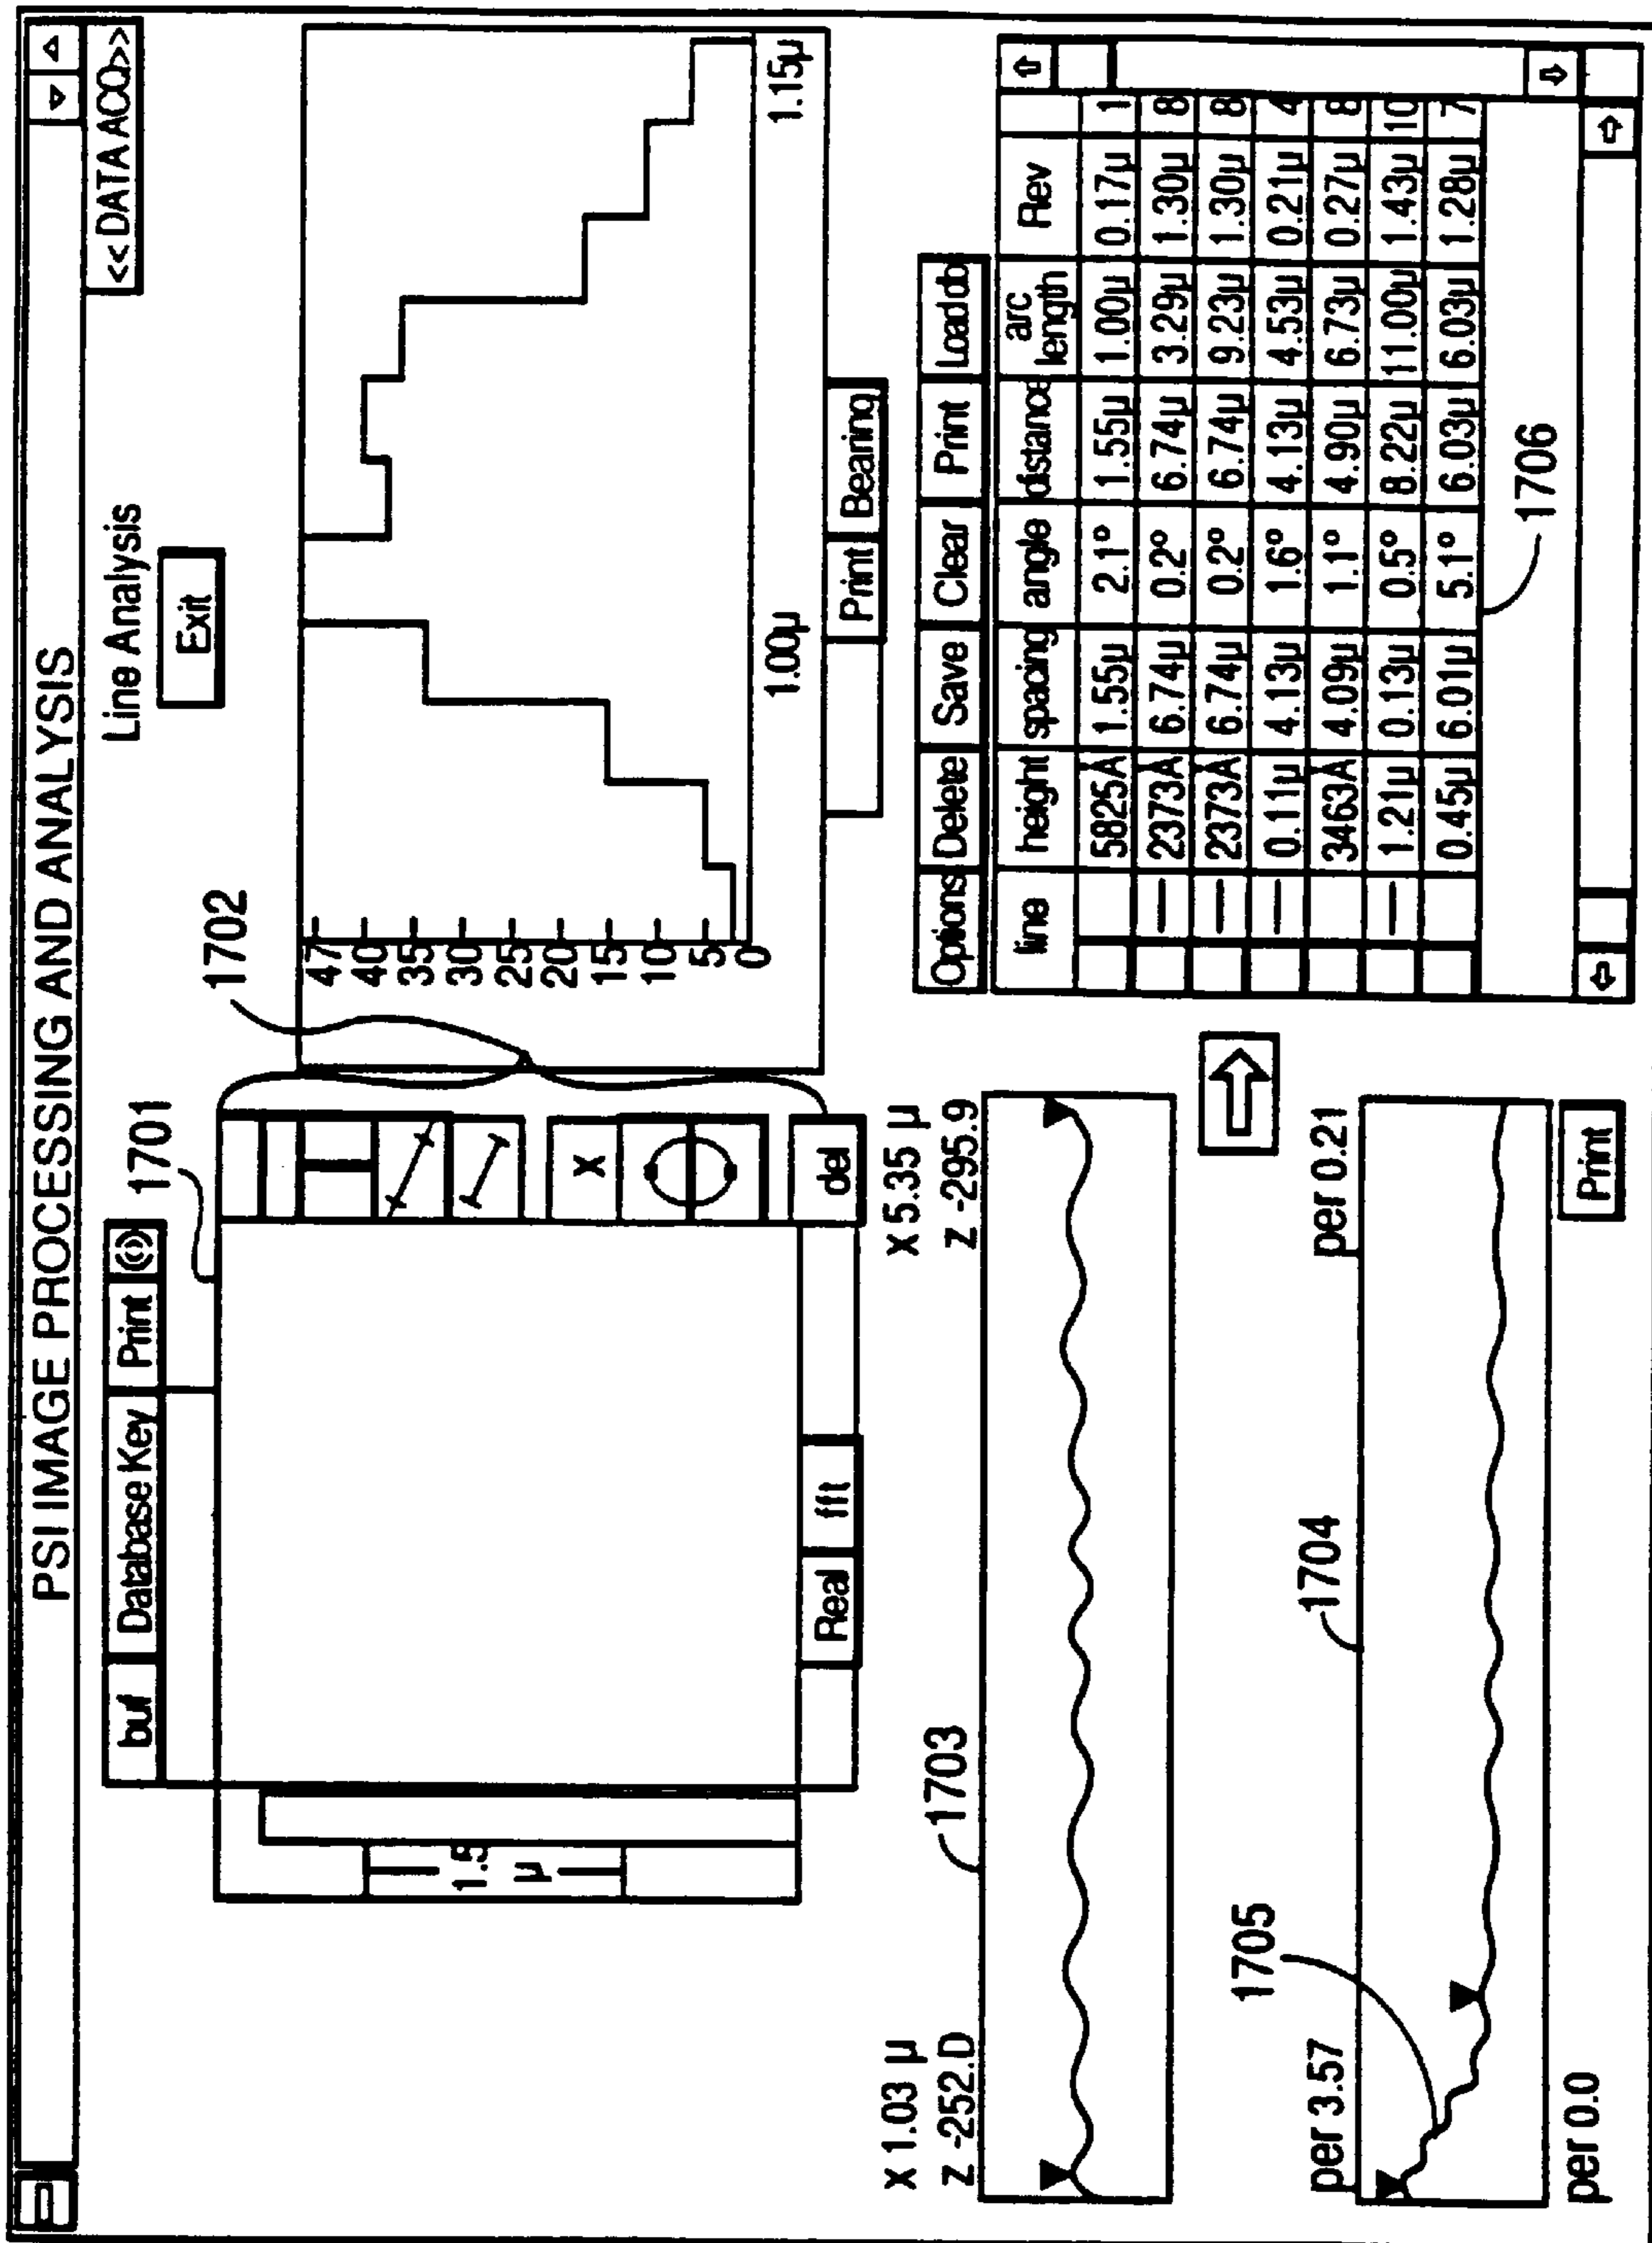 PSI IMAGE PROCESSING AND ANALYSIS
<<DATA ACQ>>
Line Analysis
Exit
buf Database Key Print
1701
1702
1.5
µ
X
del
Real fft
47
40
35
30
25
20
15
10
5
0
1.00µ 1.15µ
Print Bearing
x 1.03 µ
z -252.D
1703
x 5.35 µ
z -295.9
1705
per 3.57
1704
per 0.21
per 0.0
Print
Options Delete Save Clear Print Load db
line height spacing angle distance arc length Rev
5825Å 1.55µ 2.1° 1.55µ 1.00µ 0.17µ 1
— 2373Å 6.74µ 0.2° 6.74µ 3.29µ 1.30µ 8
— 2373Å 6.74µ 0.2° 6.74µ 9.23µ 1.30µ 8
— 0.11µ 4.13µ 1.6° 4.13µ 4.53µ 0.21µ 4
3463Å 4.09µ 1.1° 4.90µ 6.73µ 0.27µ 8
— 1.21µ 0.13µ 0.5° 8.22µ 11.00µ 1.43µ 10
0.45µ 6.01µ 5.1° 6.03µ 6.03µ 1.28µ 7
1706